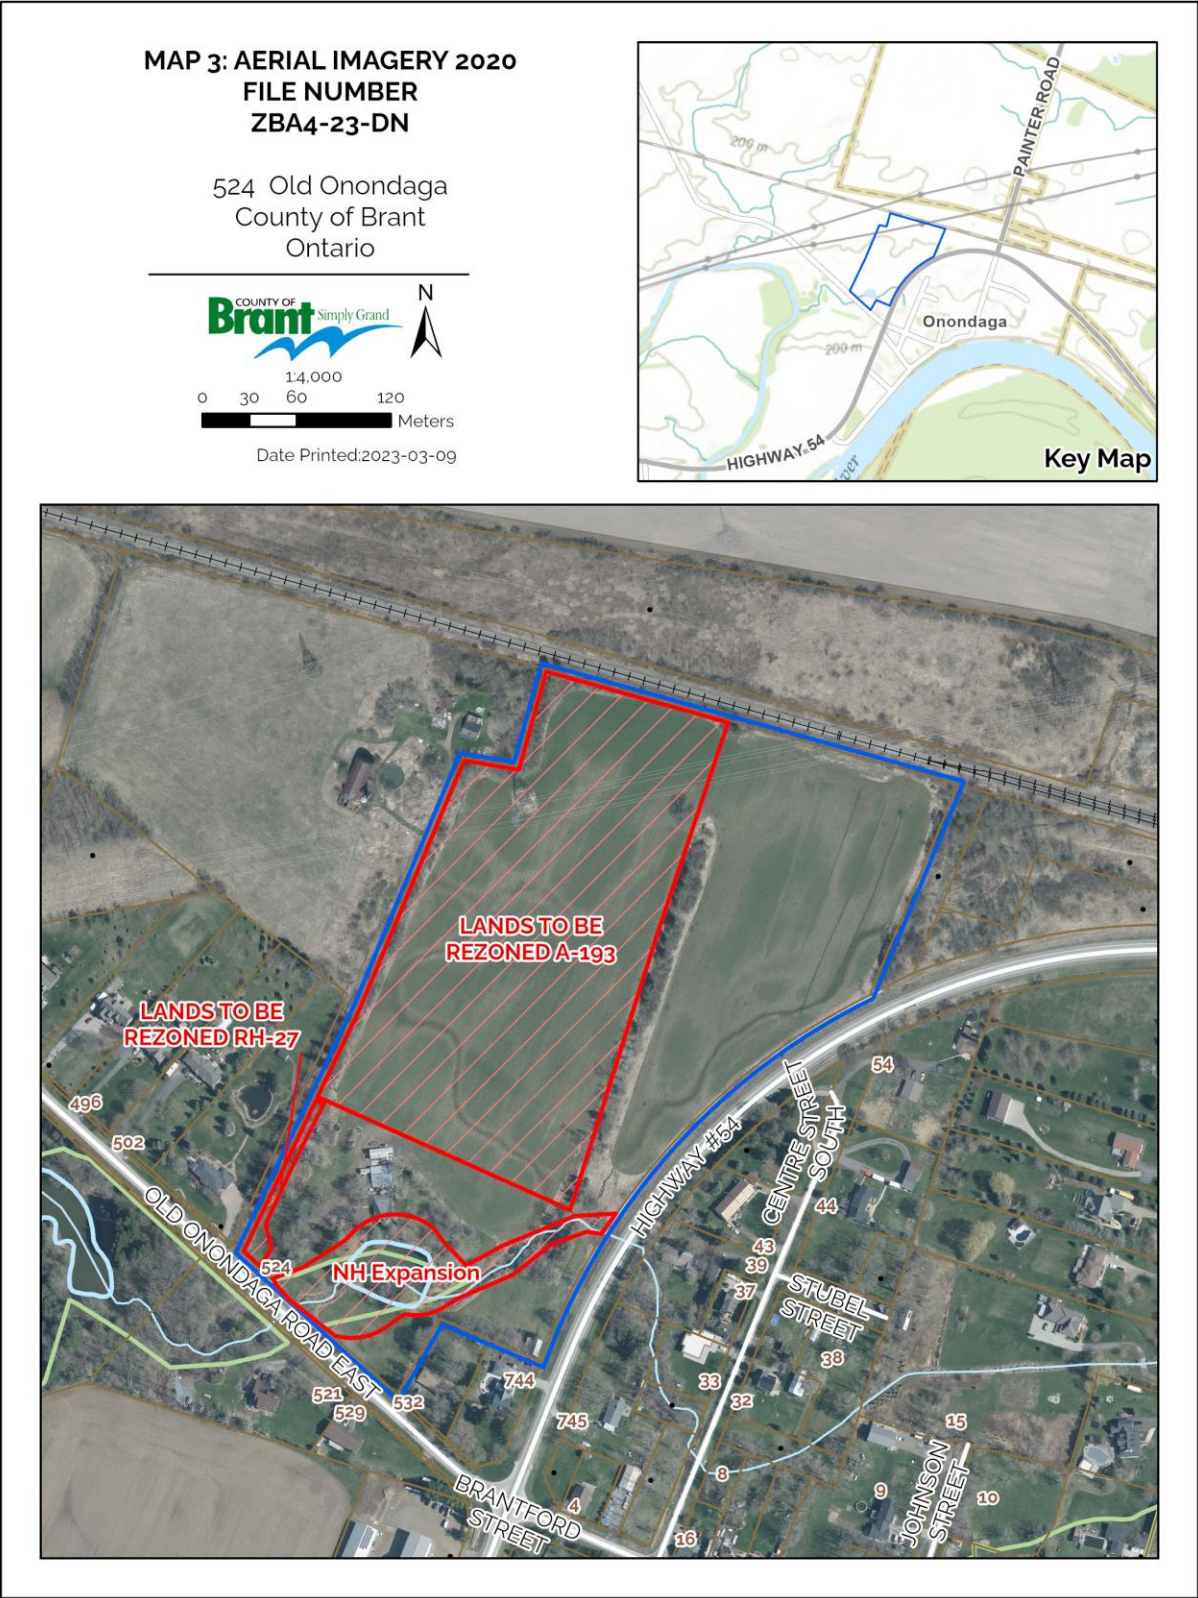 MAP 3: AERIAL IMAGERY 2020
FILE NUMBER
ZBA4-23-DN
524 Old Onondaga
County of Brant
Ontario
COUNTY OF
Brant Simply Grand
N
1:4,000
0 30 60 120
Meters
Date Printed:2023-03-09
200 m
PAINTER ROAD
Onondaga
200 m
HIGHWAY 54
Key Map
LANDS TO BE
REZONED A-193
LANDS TO BE
REZONED RH-27
496
502
OLD ONONDAGA ROAD EAST
524
NH Expansion
521
529
532
744
745
HIGHWAY #54
CENTRE STREET
SOUTH
54
44
43
39
37
STUBEL
STREET
38
33
32
15
8
9
10
JOHNSON
STREET
4
16
BRANTFORD
STREET